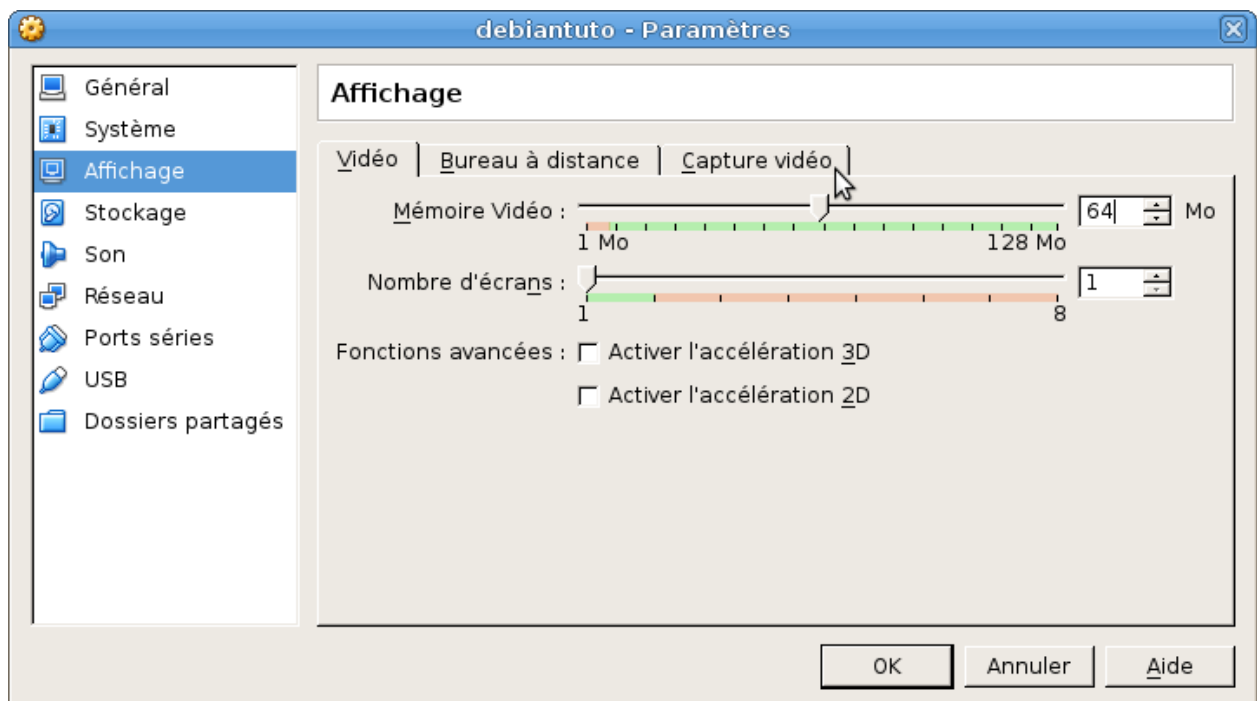 debiantuto - Paramètres
Général
Système
Affichage
Stockage
Son
Réseau
Ports séries
USB
Dossiers partagés
Affichage
Vidéo
Bureau à distance
Capture vidéo
Mémoire Vidéo : 64 Mo
1 Mo 128 Mo
Nombre d'écrans : 1
1 8
Fonctions avancées : Activer l'accélération 3D
Activer l'accélération 2D
OK Annuler Aide